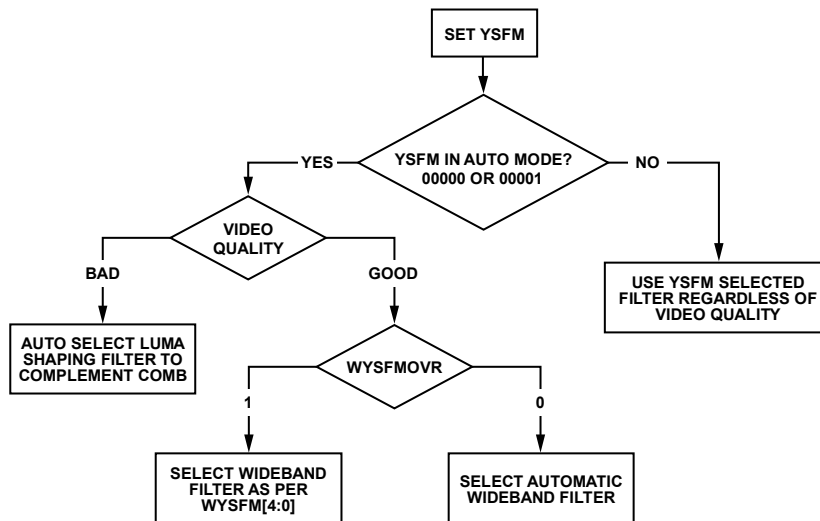 SET YSFM
YSFM IN AUTO MODE?
00000 OR 00001
YES
NO
VIDEO
QUALITY
BAD
GOOD
USE YSFM SELECTED
FILTER REGARDLESS OF
VIDEO QUALITY
AUTO SELECT LUMA
SHAPING FILTER TO
COMPLEMENT COMB
WYSFMOVR
1
0
SELECT WIDEBAND
FILTER AS PER
WYSFM[4:0]
SELECT AUTOMATIC
WIDEBAND FILTER